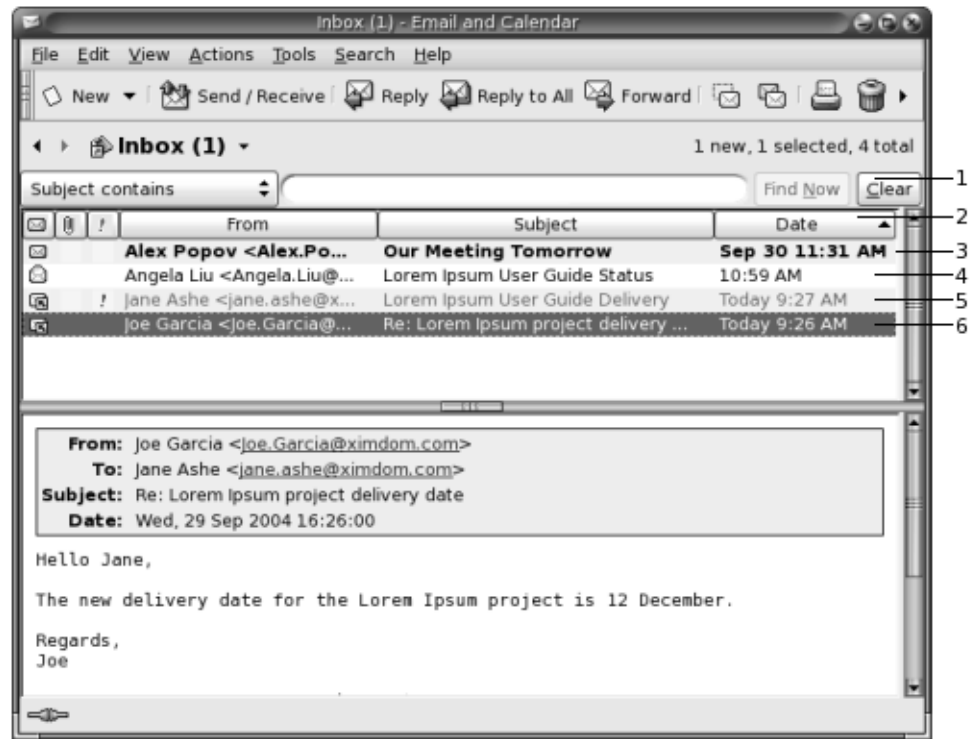 Inbox (1) - Email and Calendar
File Edit View Actions Tools Search Help
New Send / Receive Reply Reply to All Forward
Inbox (1) 1 new, 1 selected, 4 total
Subject contains Find Now Clear 1
! From Subject Date 2
Alex Popov <Alex.Po... Our Meeting Tomorrow Sep 30 11:31 AM 3
Angela Liu <Angela.Liu@... Lorem Ipsum User Guide Status 10:59 AM 4
! Jane Ashe <jane.ashe@x... Lorem Ipsum User Guide Delivery Today 9:27 AM 5
Joe Garcia <Joe.Garcia@... Re: Lorem Ipsum project delivery ... Today 9:26 AM 6
From: Joe Garcia <Joe.Garcia@ximdom.com>
To: Jane Ashe <jane.ashe@ximdom.com>
Subject: Re: Lorem Ipsum project delivery date
Date: Wed, 29 Sep 2004 16:26:00
Hello Jane,
The new delivery date for the Lorem Ipsum project is 12 December.
Regards,
Joe